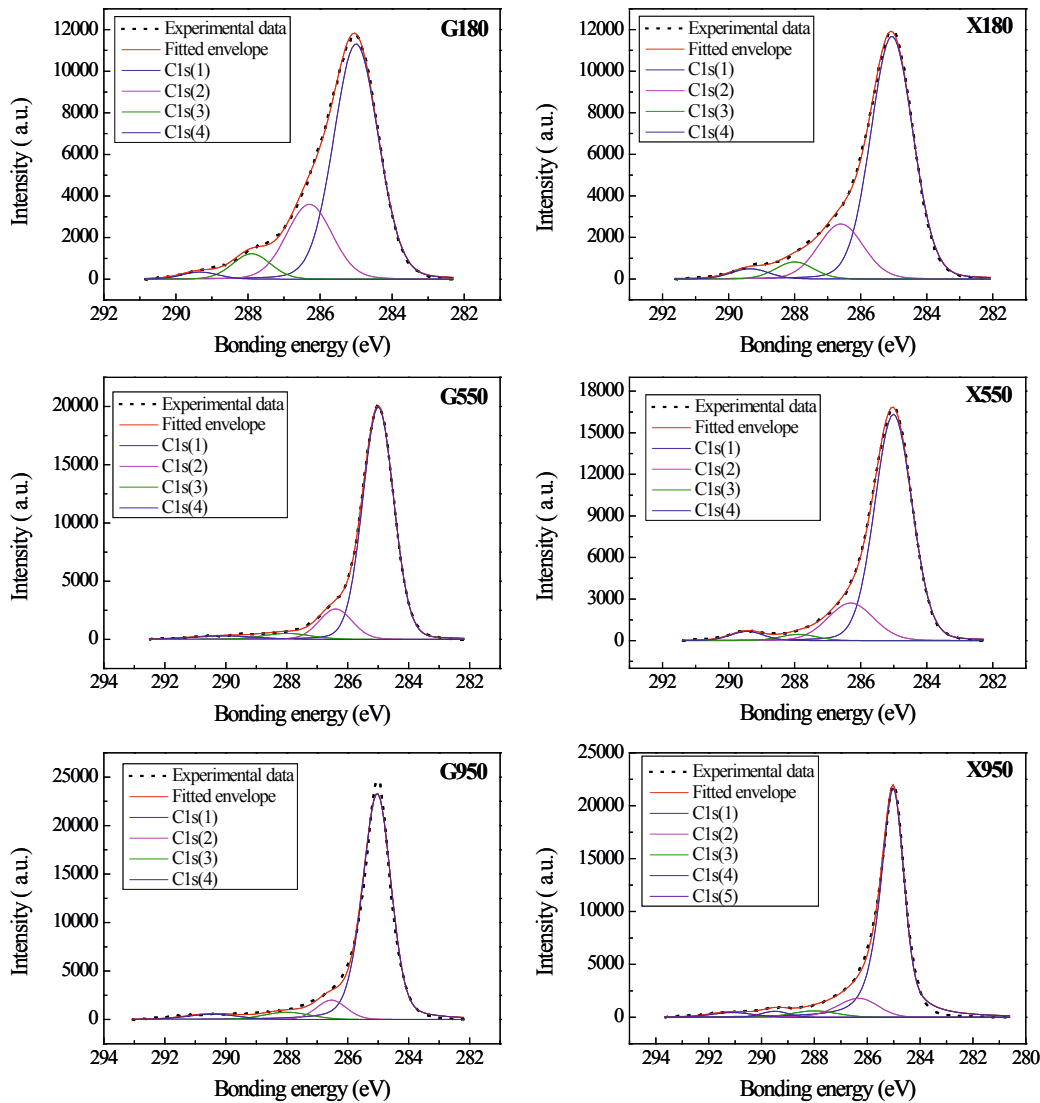 G180
Experimental data
Fitted envelope
C1s(1)
C1s(2)
C1s(3)
C1s(4)
12000
10000
8000
6000
4000
2000
0
Intensity ( a.u.)
292 290 288 286 284 282
Bonding energy (eV)
X180
Experimental data
Fitted envelope
C1s(1)
C1s(2)
C1s(3)
C1s(4)
12000
10000
8000
6000
4000
2000
0
Intensity ( a.u.)
292 290 288 286 284 282
Bonding energy (eV)
G550
Experimental data
Fitted envelope
C1s(1)
C1s(2)
C1s(3)
C1s(4)
20000
15000
10000
5000
0
Intensity ( a.u.)
294 292 290 288 286 284 282
Bonding energy (eV)
X550
Experimental data
Fitted envelope
C1s(1)
C1s(2)
C1s(3)
C1s(4)
18000
15000
12000
9000
6000
3000
0
Intensity ( a.u.)
292 290 288 286 284 282
Bonding energy (eV)
G950
Experimental data
Fitted envelope
C1s(1)
C1s(2)
C1s(3)
C1s(4)
25000
20000
15000
10000
5000
0
Intensity ( a.u.)
294 292 290 288 286 284 282
Bonding energy (eV)
X950
Experimental data
Fitted envelope
C1s(1)
C1s(2)
C1s(3)
C1s(4)
C1s(5)
25000
20000
15000
10000
5000
0
Intensity ( a.u.)
294 292 290 288 286 284 282 280
Bonding energy (eV)